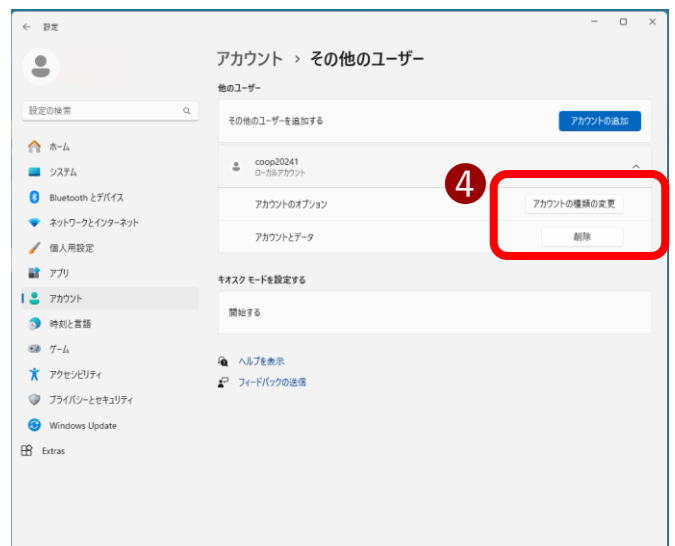 ← 設定
設定の検索
ホーム
システム
Bluetooth とデバイス
ネットワークとインターネット
個人用設定
アプリ
アカウント
時刻と言語
ゲーム
アクセシビリティ
プライバシーとセキュリティ
Windows Update
Extras
アカウント › その他のユーザー
他のユーザー
その他のユーザーを追加する
アカウントの追加
coop20241
ローカル アカウント
4
アカウントのオプション
アカウントの種類の変更
アカウントとデータ
削除
キオスク モードを設定する
開始する
ヘルプを表示
フィードバックの送信